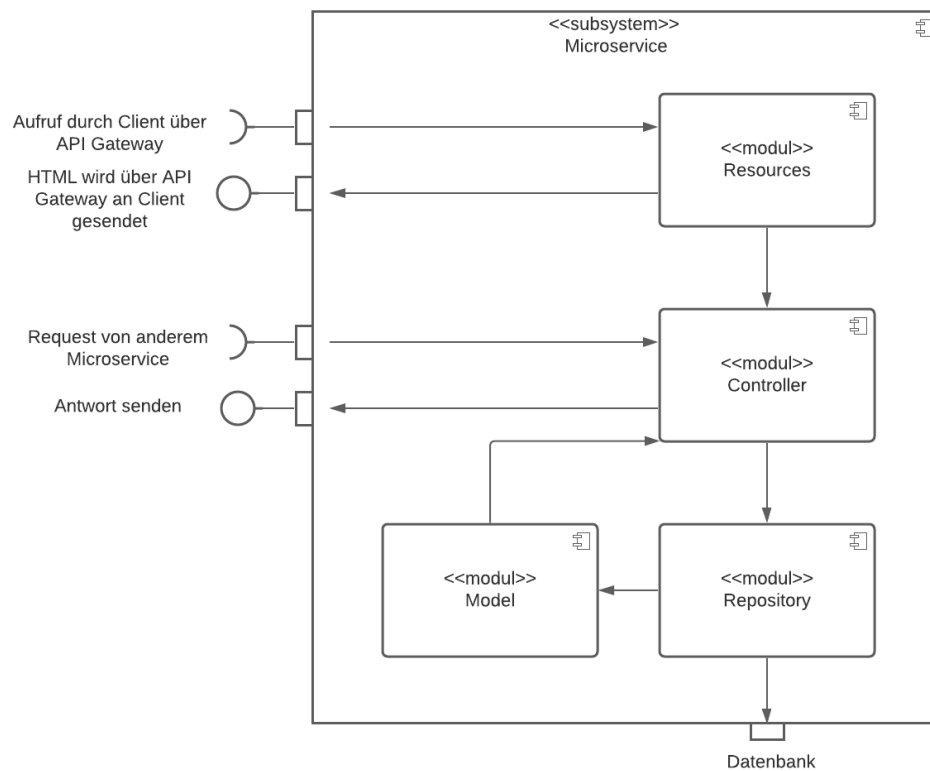 <<subsystem>>
Microservice
Aufruf durch Client über
API Gateway
HTML wird über API
Gateway an Client
gesendet
<<modul>>
Resources
Request von anderem
Microservice
Antwort senden
<<modul>>
Controller
<<modul>>
Model
<<modul>>
Repository
Datenbank